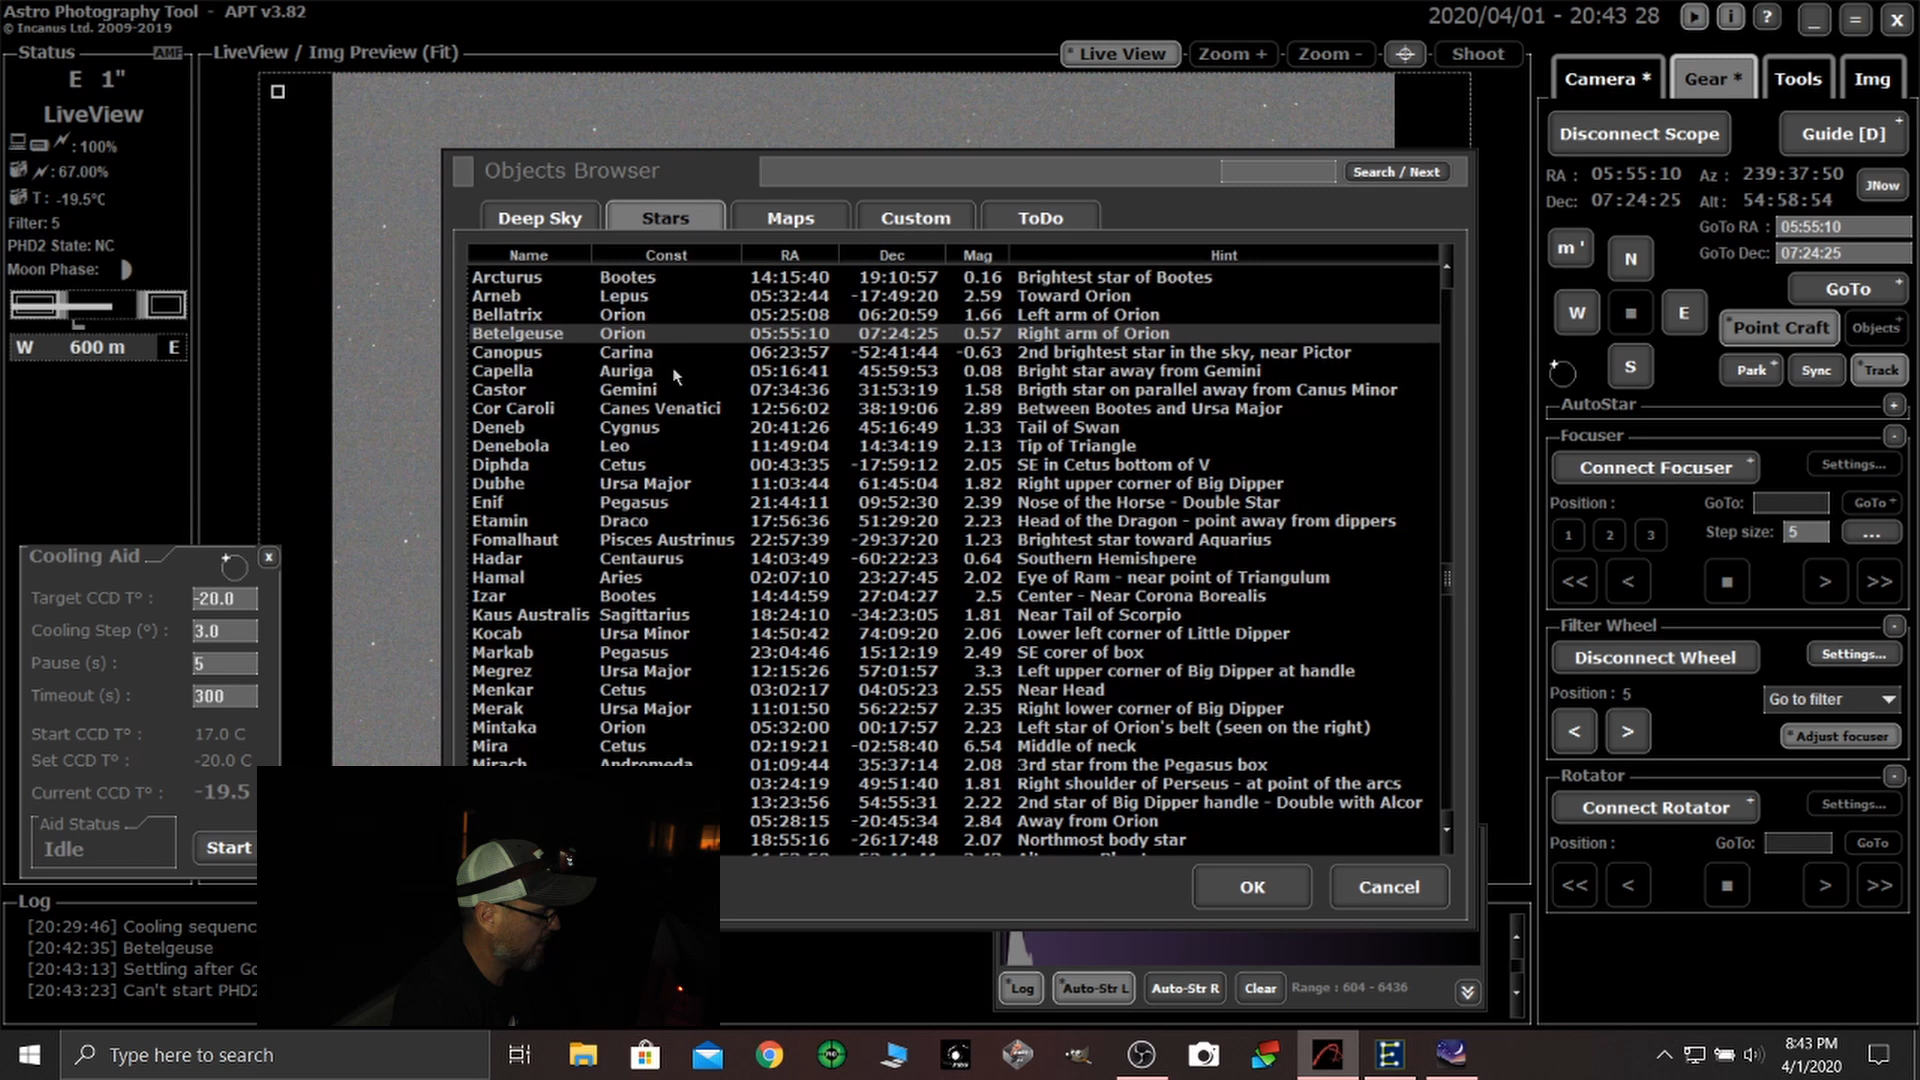 Astro Photography Tool - APT v3.82
© Incanus Ltd. 2009-2019
2020/04/01 - 20:43 28
i
?
_
=
X
Status
AMF
E 1"
LiveView
: 100%
: 67.00%
T : -19.5°C
Filter: 5
PHD2 State: NC
Moon Phase:
W 600 m E
LiveView / Img Preview (Fit)
* Live View
Zoom +
Zoom -
Shoot
Objects Browser
Search / Next
Deep Sky
Stars
Maps
Custom
ToDo
Name Const RA Dec Mag Hint
Arcturus Bootes 14:15:40 19:10:57 0.16 Brightest star of Bootes
Arneb Lepus 05:32:44 -17:49:20 2.59 Toward Orion
Bellatrix Orion 05:25:08 06:20:59 1.66 Left arm of Orion
Betelgeuse Orion 05:55:10 07:24:25 0.57 Right arm of Orion
Canopus Carina 06:23:57 -52:41:44 -0.63 2nd brightest star in the sky, near Pictor
Capella Auriga 05:16:41 45:59:53 0.08 Bright star away from Gemini
Castor Gemini 07:34:36 31:53:19 1.58 Brigth star on parallel away from Canus Minor
Cor Caroli Canes Venatici 12:56:02 38:19:06 2.89 Between Bootes and Ursa Major
Deneb Cygnus 20:41:26 45:16:49 1.33 Tail of Swan
Denebola Leo 11:49:04 14:34:19 2.13 Tip of Triangle
Diphda Cetus 00:43:35 -17:59:12 2.05 SE in Cetus bottom of V
Dubhe Ursa Major 11:03:44 61:45:04 1.82 Right upper corner of Big Dipper
Enif Pegasus 21:44:11 09:52:30 2.39 Nose of the Horse - Double Star
Etamin Draco 17:56:36 51:29:20 2.23 Head of the Dragon - point away from dippers
Fomalhaut Pisces Austrinus 22:57:39 -29:37:20 1.23 Brightest star toward Aquarius
Hadar Centaurus 14:03:49 -60:22:23 0.64 Southern Hemishpere
Hamal Aries 02:07:10 23:27:45 2.02 Eye of Ram - near point of Triangulum
Izar Bootes 14:44:59 27:04:27 2.5 Center - Near Corona Borealis
Kaus Australis Sagittarius 18:24:10 -34:23:05 1.81 Near Tail of Scorpio
Kocab Ursa Minor 14:50:42 74:09:20 2.06 Lower left corner of Little Dipper
Markab Pegasus 23:04:46 15:12:19 2.49 SE corer of box
Megrez Ursa Major 12:15:26 57:01:57 3.3 Left upper corner of Big Dipper at handle
Menkar Cetus 03:02:17 04:05:23 2.55 Near Head
Merak Ursa Major 11:01:50 56:22:57 2.35 Right lower corner of Big Dipper
Mintaka Orion 05:32:00 00:17:57 2.23 Left star of Orion's belt (seen on the right)
Mira Cetus 02:19:21 -02:58:40 6.54 Middle of neck
Mirach Andromeda 01:09:44 35:37:14 2.08 3rd star from the Pegasus box
03:24:19 49:51:40 1.81 Right shoulder of Perseus - at point of the arcs
13:23:56 54:55:31 2.22 2nd star of Big Dipper handle - Double with Alcor
05:28:15 -20:45:34 2.84 Away from Orion
18:55:16 -26:17:48 2.07 Northmost body star
OK
Cancel
Cooling Aid
x
Target CCD T° : -20.0
Cooling Step (°) : 3.0
Pause (s) : 5
Timeout (s) : 300
Start CCD T° : 17.0 C
Set CCD T° : -20.0 C
Current CCD T° : -19.5
Aid Status
Idle
Start
Log
[20:29:46] Cooling sequenc
[20:42:35] Betelgeuse
[20:43:13] Settling after Go
[20:43:23] Can't start PHD2
* Log
* Auto-Str L
Auto-Str R
Clear
Range : 604 - 6436
Camera *
Gear *
Tools
Img
Disconnect Scope
Guide [D] +
RA : 05:55:10 Az : 239:37:50
Dec: 07:24:25 Alt : 54:58:54
JNow
GoTo RA : 05:55:10
GoTo Dec: 07:24:25
m '
N
W
E
S
GoTo +
* Point Craft
Objects
Park +
Sync
* Track
AutoStar +
Focuser -
Connect Focuser +
Settings...
Position :
GoTo:
GoTo +
1 2 3
Step size: 5
...
<< < > >>
Filter Wheel -
Disconnect Wheel
Settings...
Position : 5
Go to filter
< >
* Adjust focuser
Rotator -
Connect Rotator +
Settings...
Position :
GoTo:
GoTo
<< < > >>
Type here to search
8:43 PM
4/1/2020